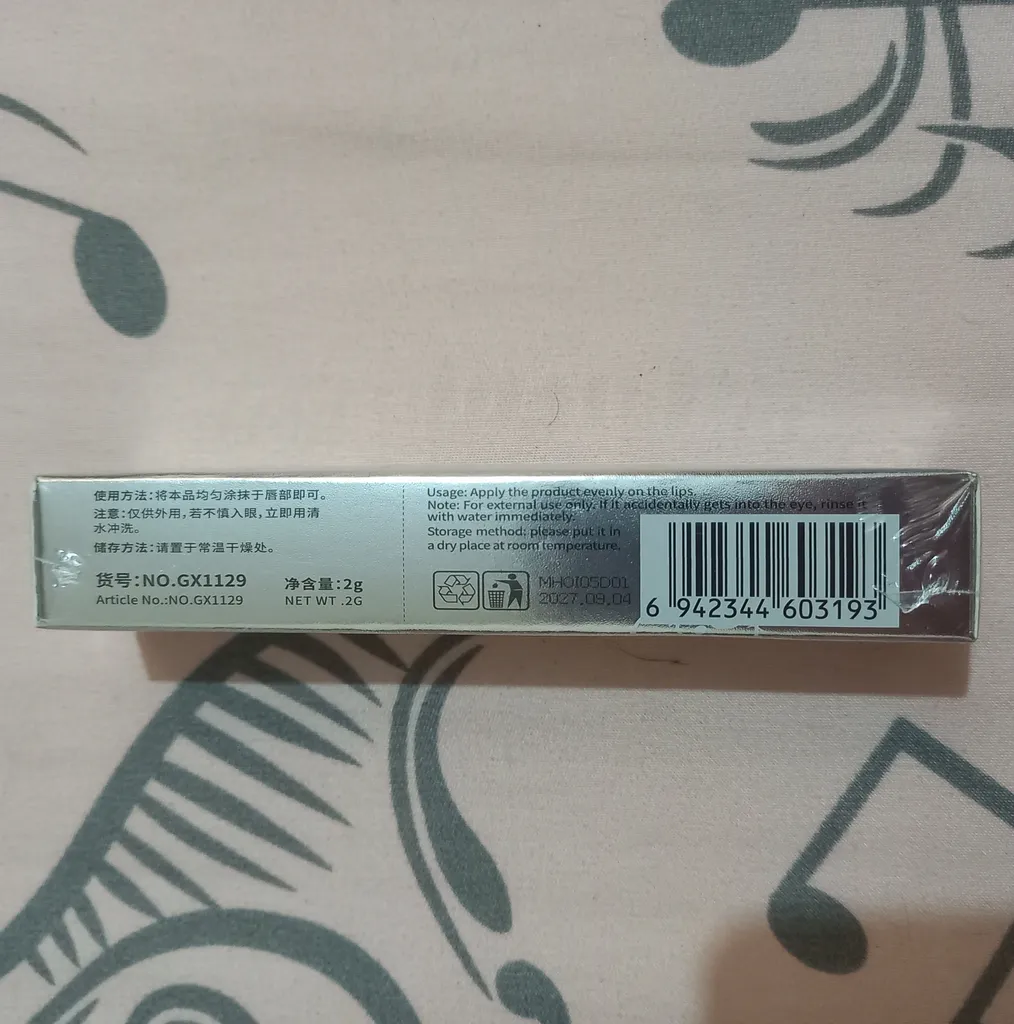 使用方法：将本品均匀涂抹于唇部即可。
注意：仅供外用，若不慎入眼，立即用清
水冲洗。
储存方法：请置于常温干燥处。
货号：NO.GX1129
Article No.:NO.GX1129
净含量：2g
NET WT .2G
Usage: Apply the product evenly on the lips.
Note: For external use only. If it accidentally gets into the eye, rinse it
with water immediately.
Storage method: please put it in
a dry place at room temperature.
MHOI05D01
2027.09.04
6 942344 603193